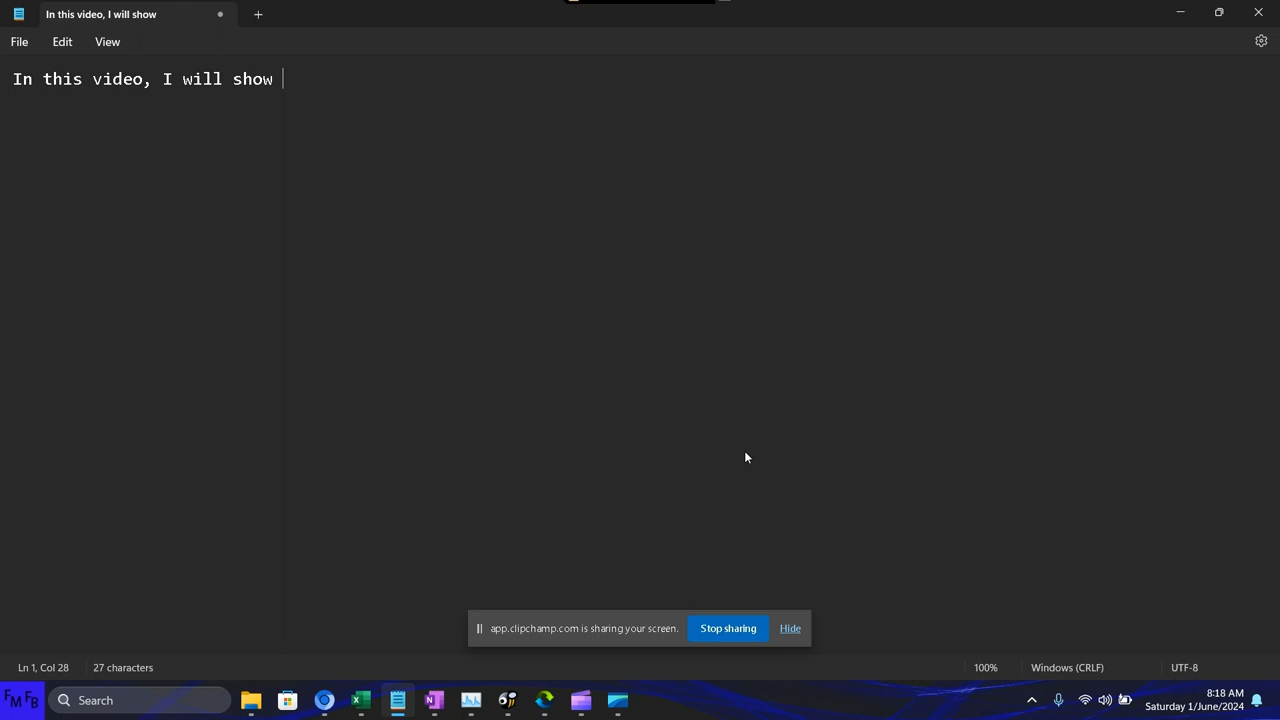 In this video, I will show
File Edit View
In this video, I will show
app.clipchamp.com is sharing your screen. Stop sharing Hide
Ln 1, Col 28 27 characters 100% Windows (CRLF) UTF-8
FM FB Search 8:18 AM
Saturday 1/June/2024